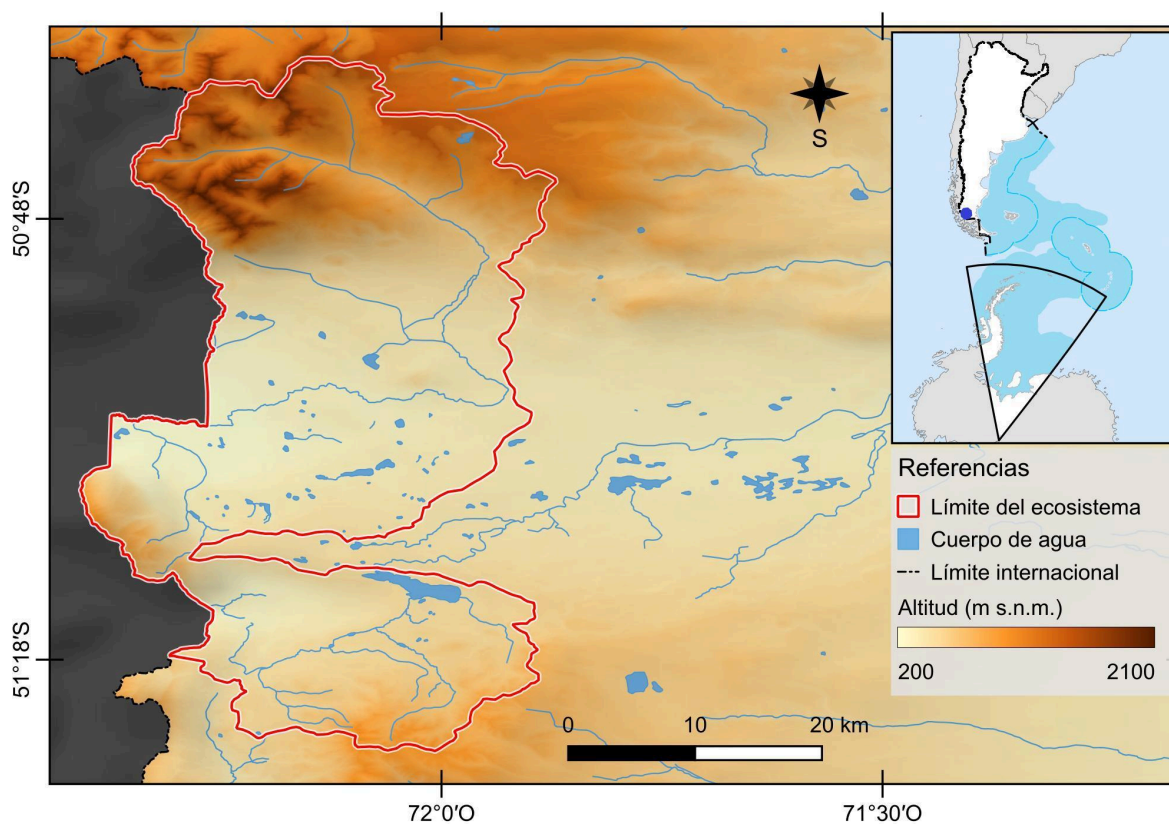 S
50°48′S
51°18′S
72°0′O
71°30′O
0 10 20 km
Referencias
Límite del ecosistema
Cuerpo de agua
Límite internacional
Altitud (m s.n.m.)
200 2100